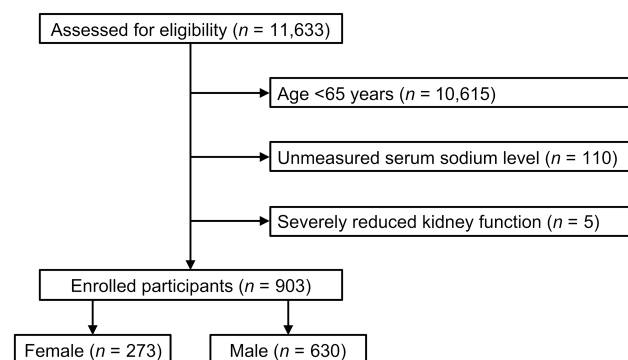 Assessed for eligibility (n = 11,633)
Age <65 years (n = 10,615)
Unmeasured serum sodium level (n = 110)
Severely reduced kidney function (n = 5)
Enrolled participants (n = 903)
Female (n = 273)
Male (n = 630)